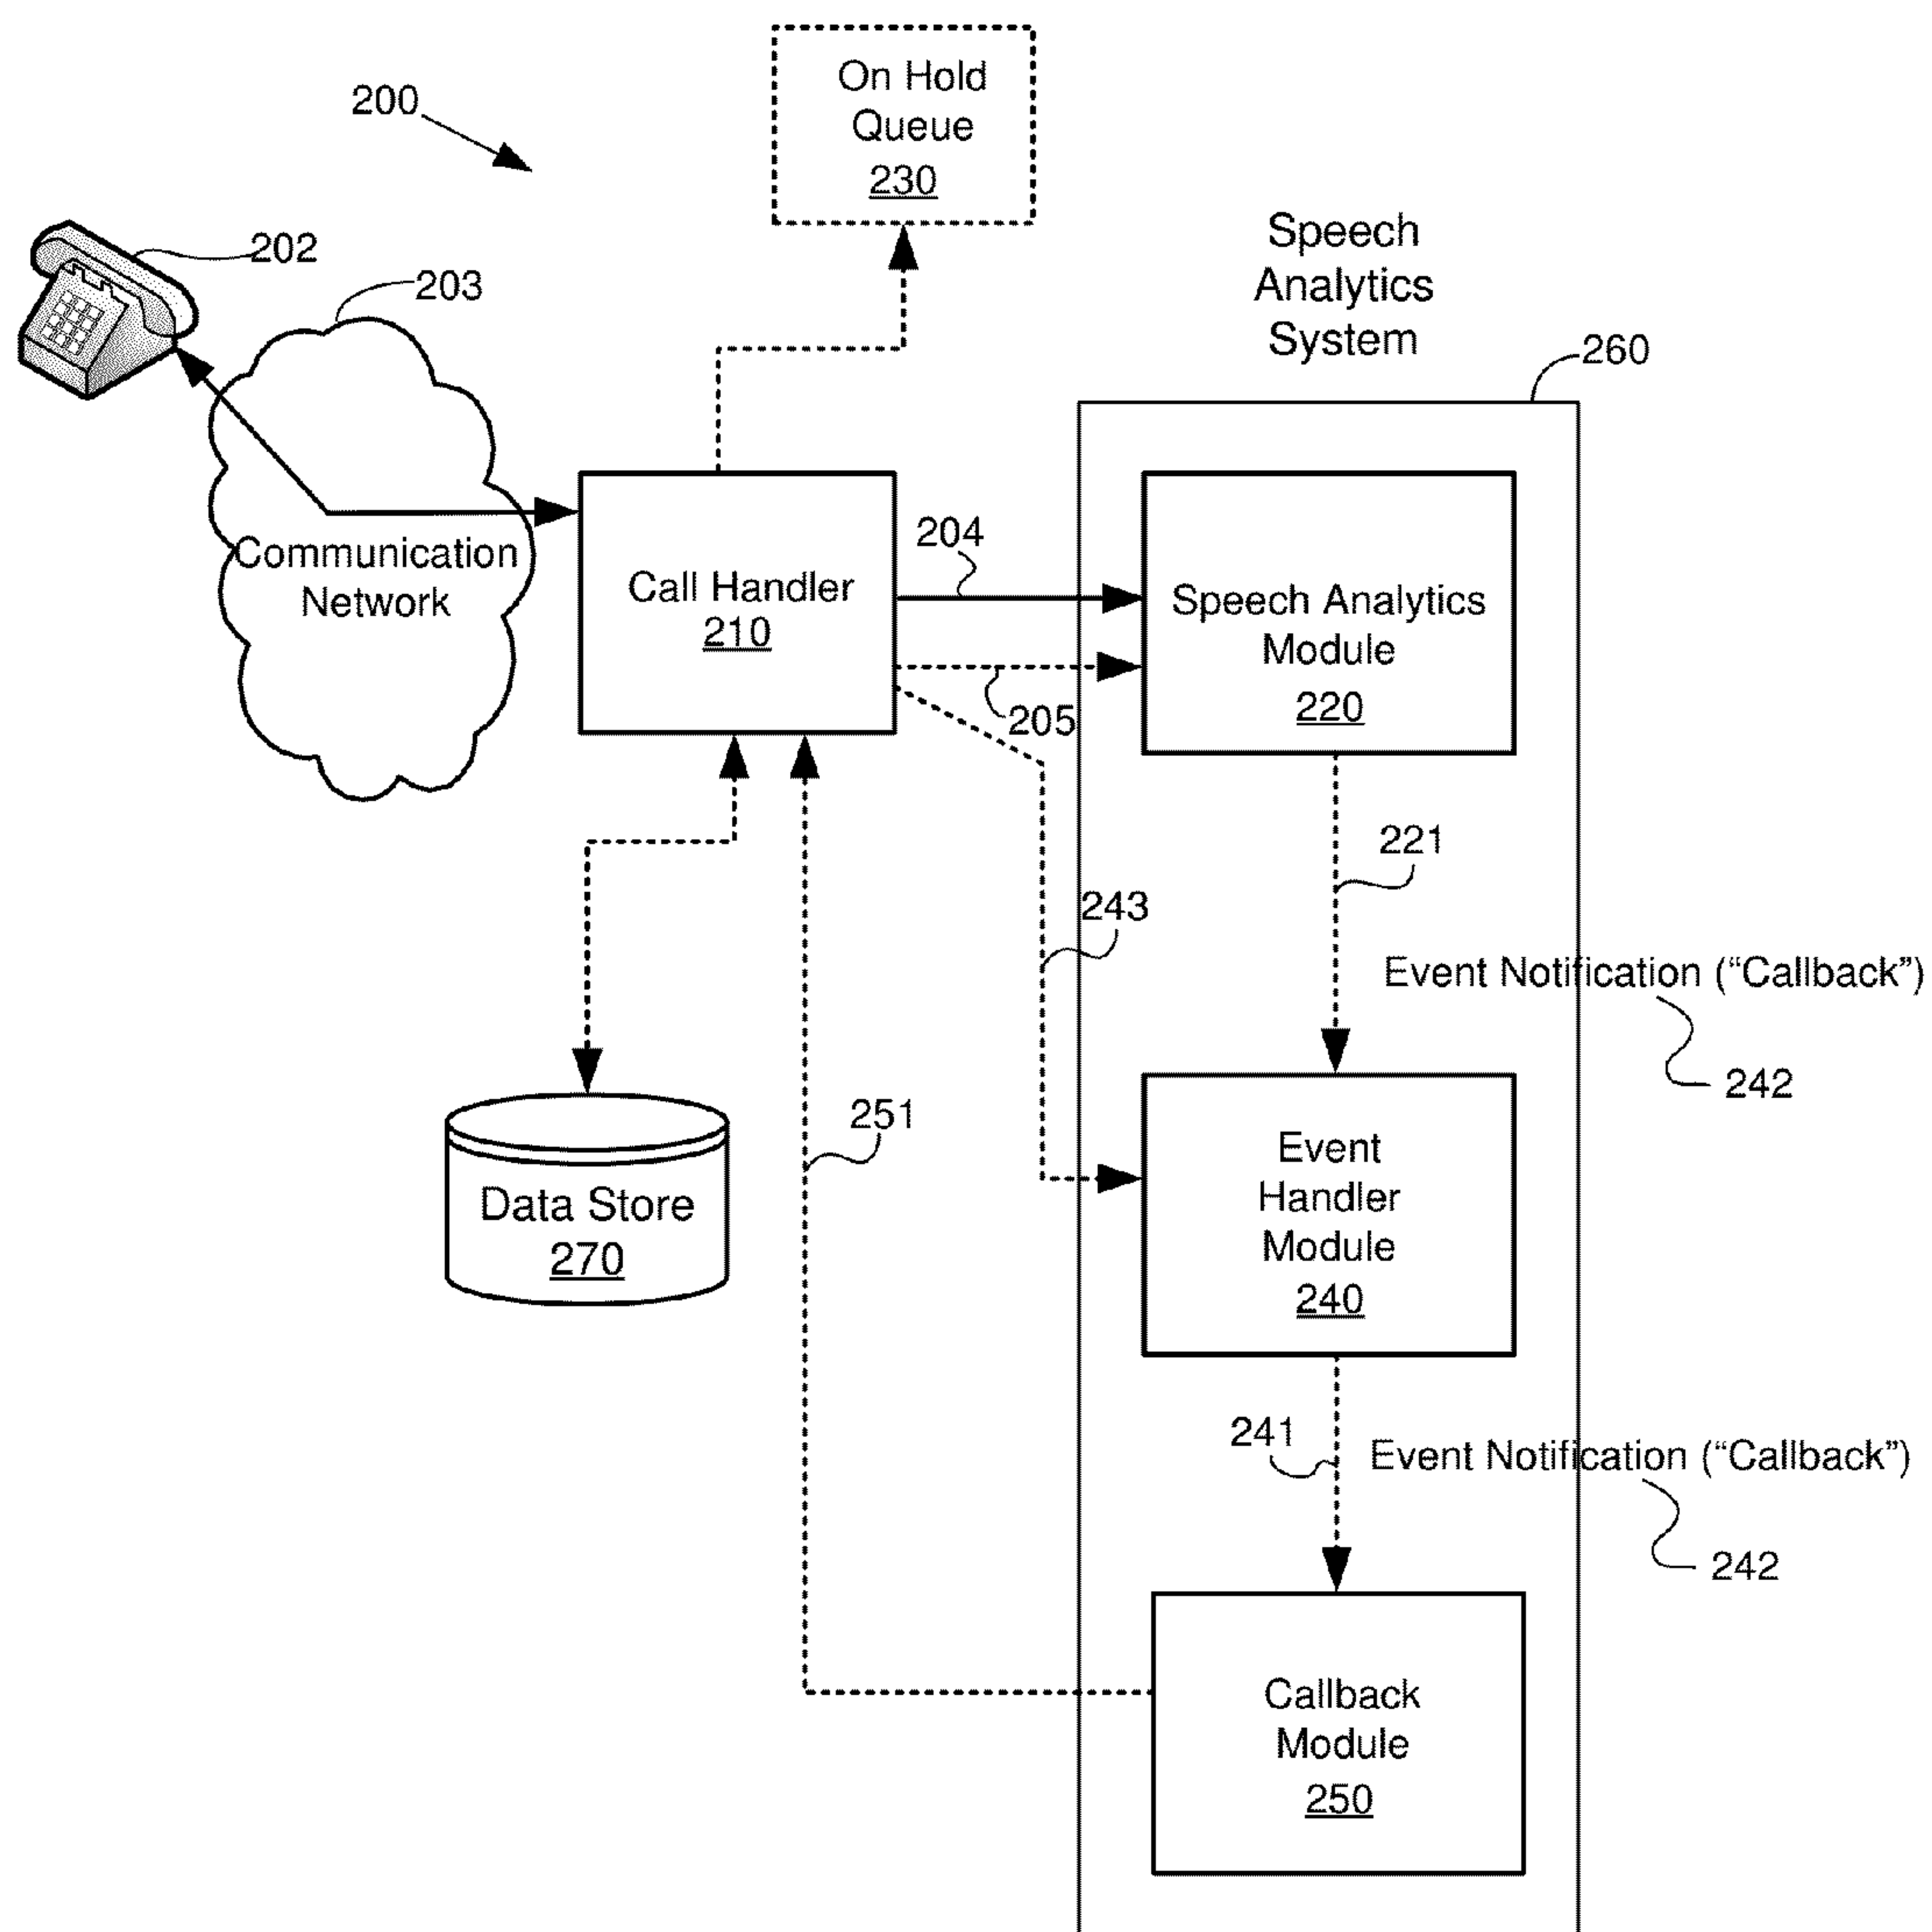 On Hold
Queue
230
200
202
203
Speech
Analytics
System
260
Communication
Network
Call Handler
210
204
205
Speech Analytics
Module
220
221
243
Event Notification (“Callback”)
242
Data Store
270
251
Event
Handler
Module
240
241
Event Notification (“Callback”)
242
Callback
Module
250